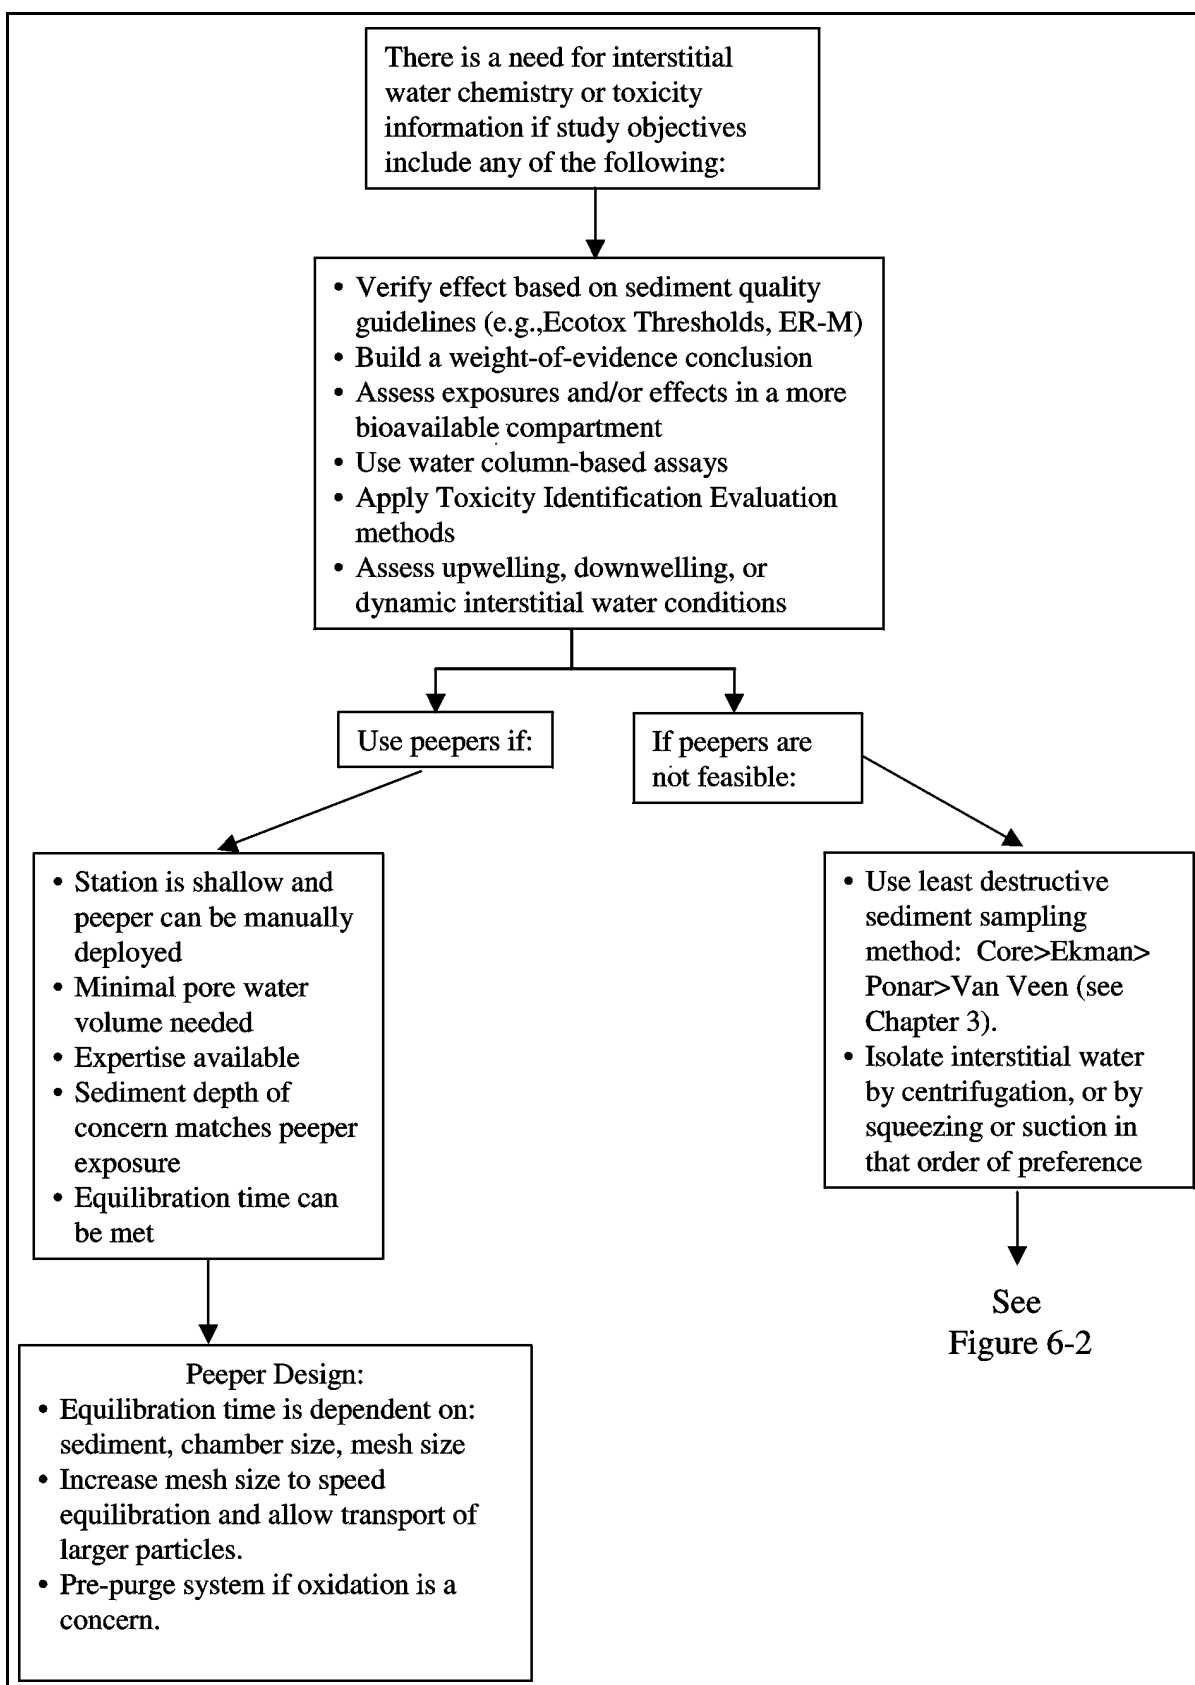 There is a need for interstitial
water chemistry or toxicity
information if study objectives
include any of the following:
• Verify effect based on sediment quality
guidelines (e.g.,Ecotox Thresholds, ER-M)
• Build a weight-of-evidence conclusion
• Assess exposures and/or effects in a more
bioavailable compartment
• Use water column-based assays
• Apply Toxicity Identification Evaluation
methods
• Assess upwelling, downwelling, or
dynamic interstitial water conditions
Use peepers if:
If peepers are
not feasible:
• Station is shallow and
peeper can be manually
deployed
• Minimal pore water
volume needed
• Expertise available
• Sediment depth of
concern matches peeper
exposure
• Equilibration time can
be met
• Use least destructive
sediment sampling
method: Core>Ekman>
Ponar>Van Veen (see
Chapter 3).
• Isolate interstitial water
by centrifugation, or by
squeezing or suction in
that order of preference
See
Figure 6-2
Peeper Design:
• Equilibration time is dependent on:
sediment, chamber size, mesh size
• Increase mesh size to speed
equilibration and allow transport of
larger particles.
• Pre-purge system if oxidation is a
concern.